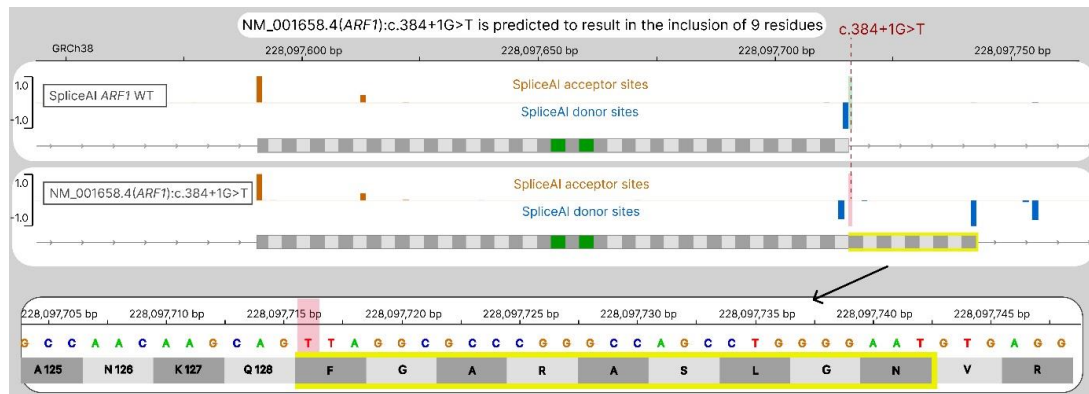 NM_001658.4(ARF1):c.384+1G>T is predicted to result in the inclusion of 9 residues
c.384+1G>T
GRCh38 228,097,600 bp 228,097,650 bp 228,097,700 bp 228,097,750 bp
1.0
SpliceAI ARF1 WT
SpliceAI acceptor sites
SpliceAI donor sites
-1.0
1.0
NM_001658.4(ARF1):c.384+1G>T
SpliceAI acceptor sites
SpliceAI donor sites
-1.0
228,097,705 bp 228,097,710 bp 228,097,715 bp 228,097,720 bp 228,097,725 bp 228,097,730 bp 228,097,735 bp 228,097,740 bp 228,097,745 bp
G C C A A C A A G C A G T T A G G C G C C C G G G C C A G C C T G G G G A A T G T G A G G
A 125 N 126 K 127 Q 128 F G A R A S L G N V R